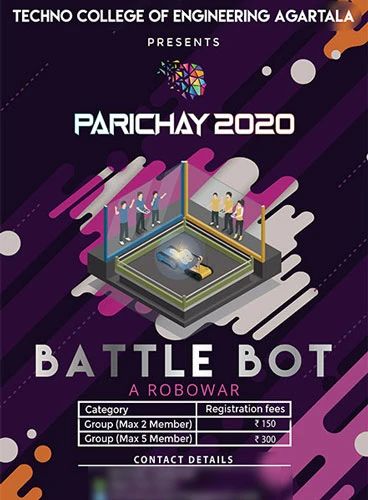 TECHNO COLLEGE OF ENGINEERING AGARTALA
PRESENTS
PARICHAY 2020
BATTLE BOT
A ROBOWAR
Category Registration fees
Group (Max 2 Member) ₹ 150
Group (Max 5 Member) ₹ 300
CONTACT DETAILS